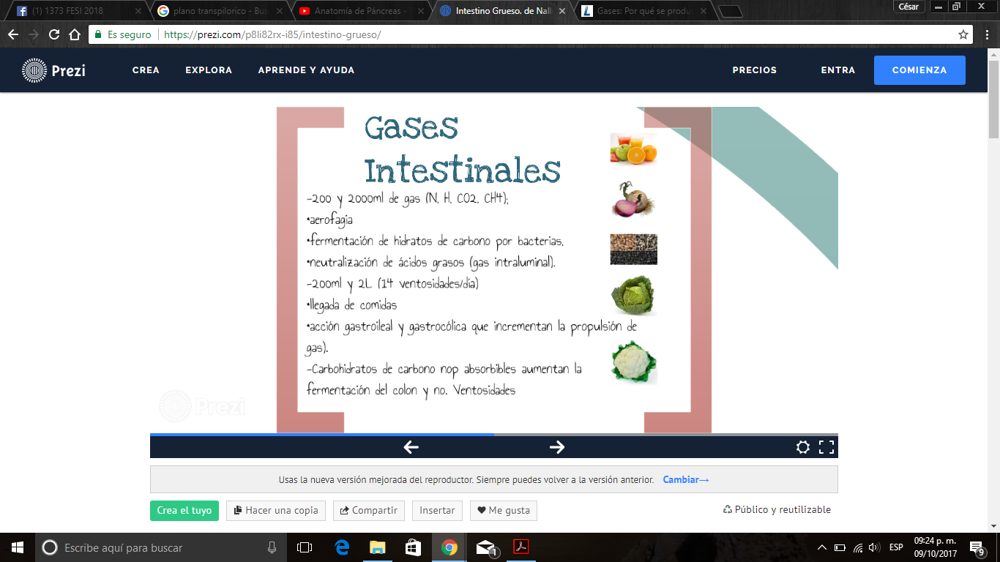 (1) 1373 FESI 2018
plano transpilorico - Bus
Anatomía de Páncreas -
Intestino Grueso. de Nall
Gases: Por qué se produ
César
Es seguro
https://prezi.com/p8li82rx-i85/intestino-grueso/
Prezi
CREA
EXPLORA
APRENDE Y AYUDA
PRECIOS
ENTRA
COMIENZA
Gases
Intestinales
-200 y 2000ml de gas (N, H, CO2, CH4);
*aerofagia
*fermentación de hidratos de carbono por bacterias,
*neutralización de ácidos grasos (gas intraluminal).
-200ml y 2L (14 ventosidades/día)
*llegada de comidas
*acción gastroileal y gastrocólica que incrementan la propulsión de
gas).
-Carbohidratos de carbono nop absorbibles aumentan la
fermentación del colon y no. Ventosidades
Prezi
Usas la nueva versión mejorada del reproductor. Siempre puedes volver a la versión anterior. Cambiar→
Crea el tuyo
Hacer una copia
Compartir
Insertar
Me gusta
Público y reutilizable
Escribe aquí para buscar
1
ESP
09:24 p. m.
09/10/2017
9